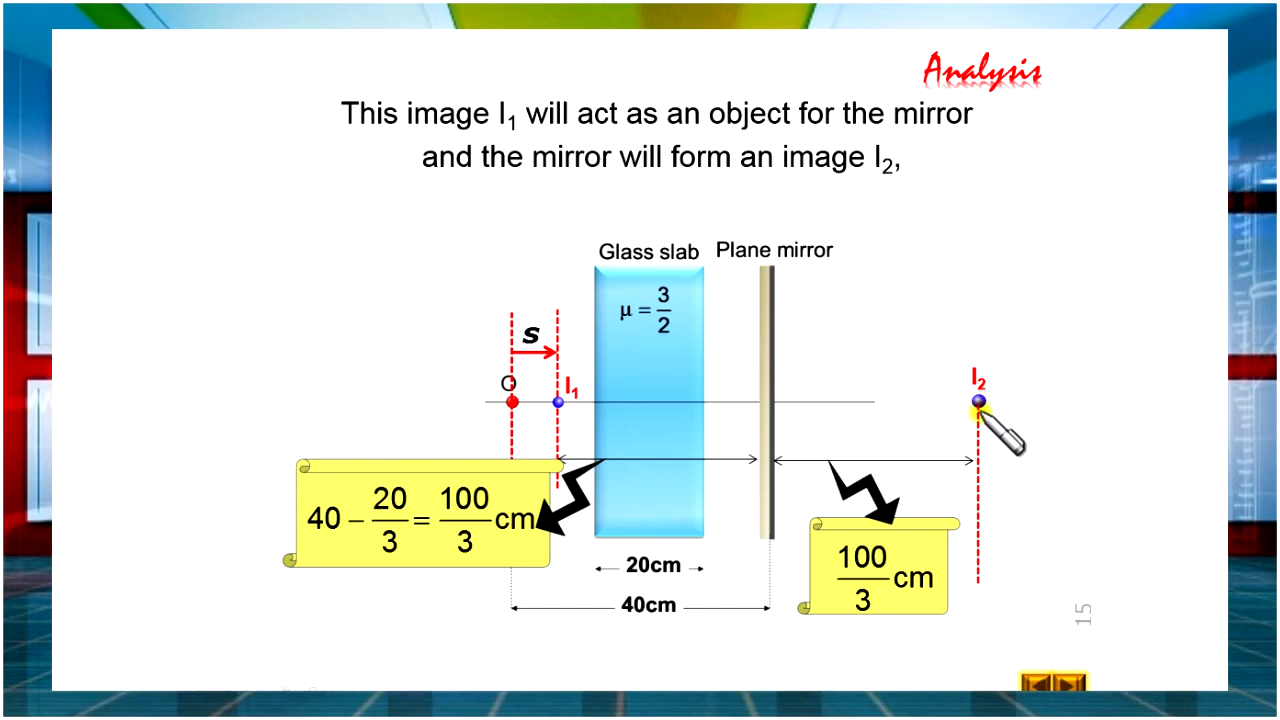 Analysis
This image I₁ will act as an object for the mirror
and the mirror will form an image I₂,
Glass slab Plane mirror
μ = 3/2
s
O I₁ I₂
40 − 20/3 = 100/3 cm
100/3 cm
20cm
40cm
15